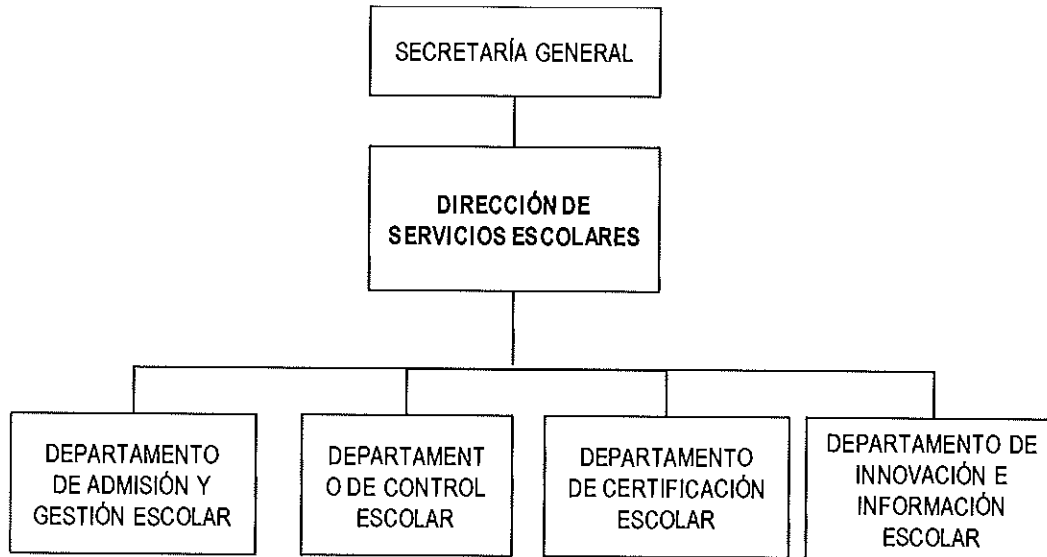 SECRETARÍA GENERAL
DIRECCIÓN DE
SERVICIOS ESCOLARES
DEPARTAMENTO
DE ADMISIÓN Y
GESTIÓN ESCOLAR
DEPARTAMENT
O DE CONTROL
ESCOLAR
DEPARTAMENTO
DE CERTIFICACIÓN
ESCOLAR
DEPARTAMENTO DE
INNOVACIÓN E
INFORMACIÓN
ESCOLAR